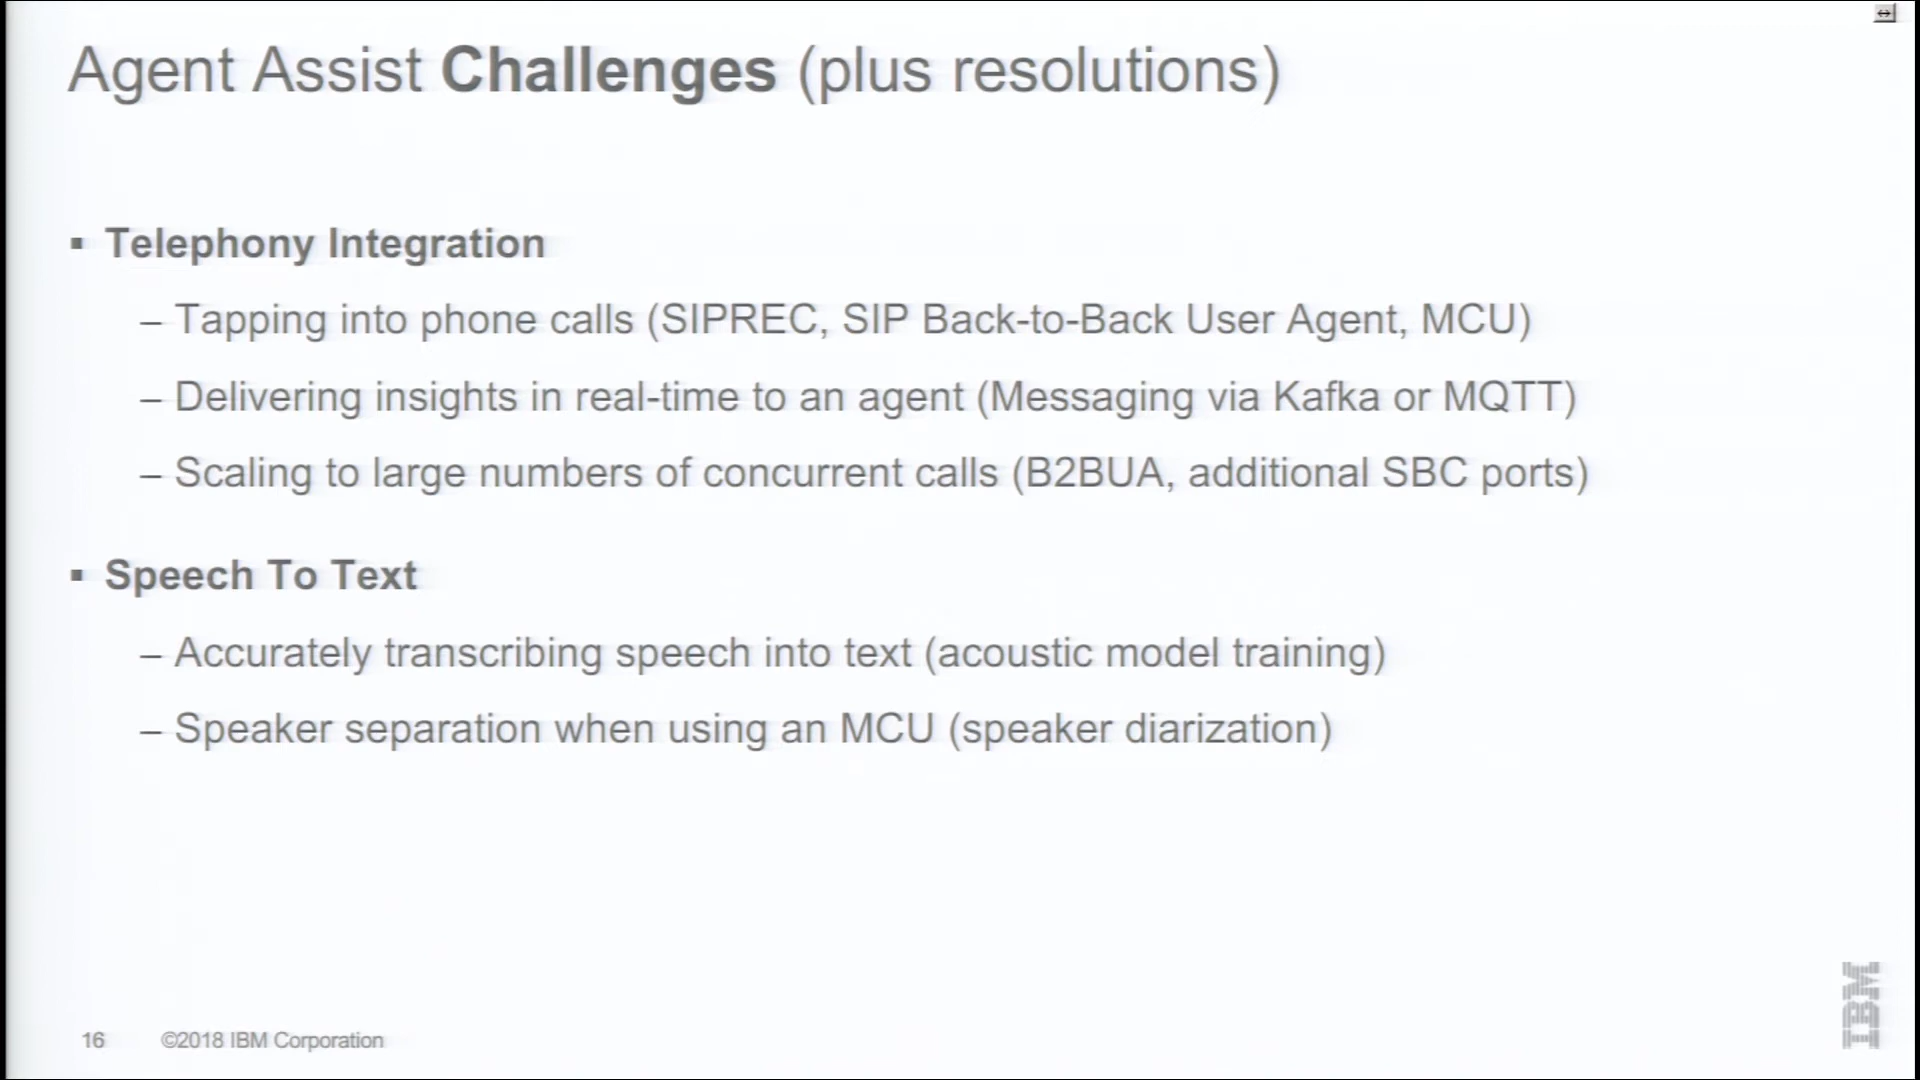 Agent Assist Challenges (plus resolutions)
▪ Telephony Integration
– Tapping into phone calls (SIPREC, SIP Back-to-Back User Agent, MCU)
– Delivering insights in real-time to an agent (Messaging via Kafka or MQTT)
– Scaling to large numbers of concurrent calls (B2BUA, additional SBC ports)
▪ Speech To Text
– Accurately transcribing speech into text (acoustic model training)
– Speaker separation when using an MCU (speaker diarization)
IBM
16 ©2018 IBM Corporation